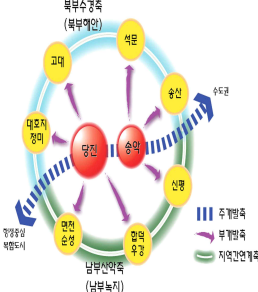 북부수경축
(북부해안)
석문
고대
송산
수도권
대호지
정미
당진
송악
신평
행정중심
복합도시
면천
순성
합덕
우강
주개발축
부개발축
지역간연계축
남부산악축
(남부녹지)